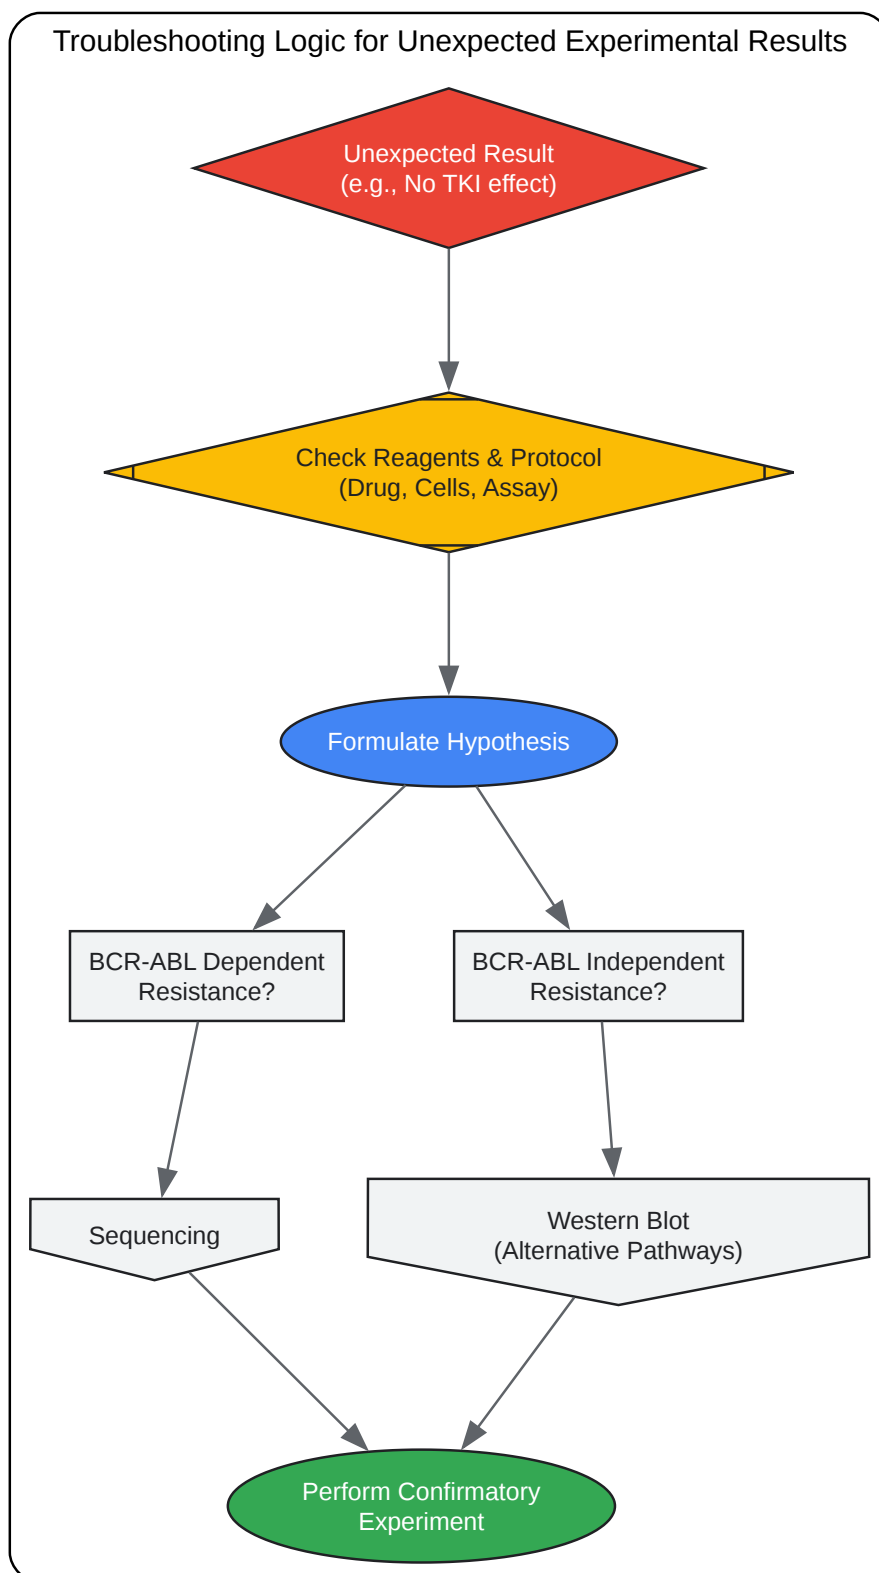 Troubleshooting Logic for Unexpected Experimental Results
Unexpected Result
(e.g., No TKI effect)
Check Reagents & Protocol
(Drug, Cells, Assay)
Formulate Hypothesis
BCR-ABL Dependent
Resistance?
BCR-ABL Independent
Resistance?
Sequencing
Western Blot
(Alternative Pathways)
Perform Confirmatory
Experiment